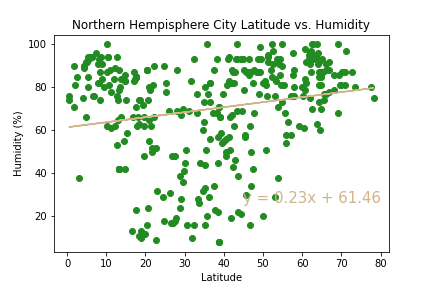 Northern Hempisphere City Latitude vs. Humidity
100
80
60
40
20
Humidity (%)
y = 0.23x + 61.46
0 10 20 30 40 50 60 70 80
Latitude